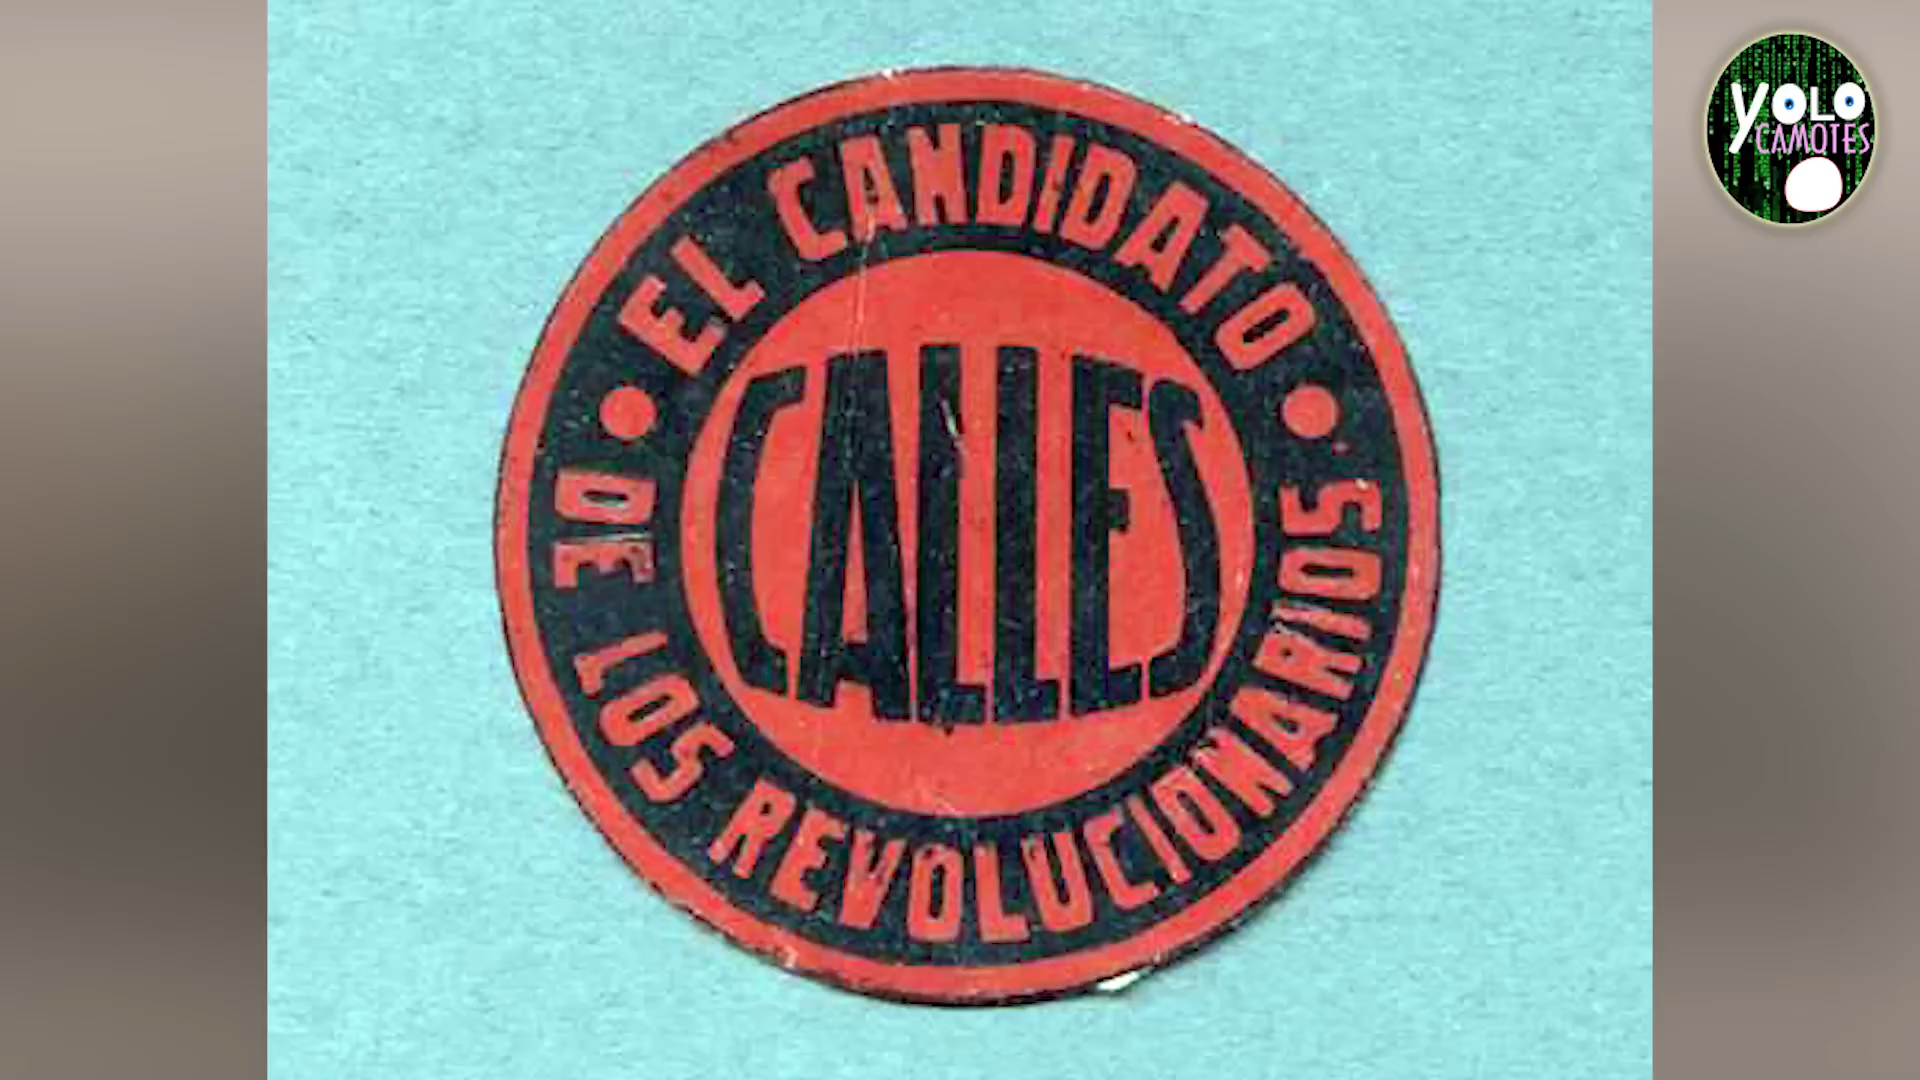 EL CANDIDATO
DE LOS REVOLUCIONARIOS
CALLES
YOLO
CAMOTES